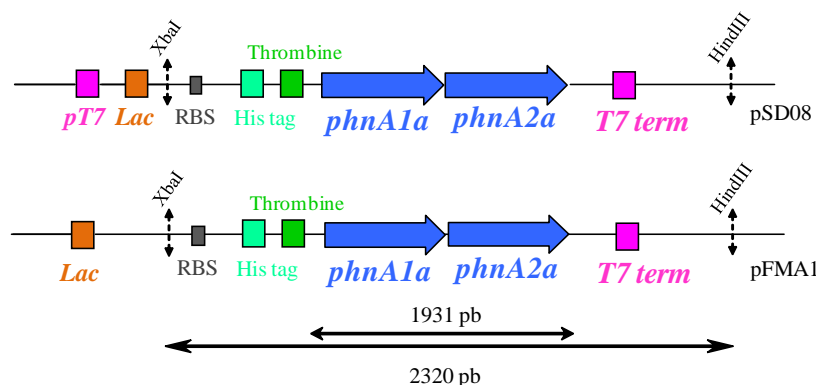 XbaI
HindIII
Thrombine
pT7
Lac
RBS
His tag
phnA1a
phnA2a
T7 term
pSD08
XbaI
HindIII
Thrombine
Lac
RBS
His tag
phnA1a
phnA2a
T7 term
pFMA1
1931 pb
2320 pb